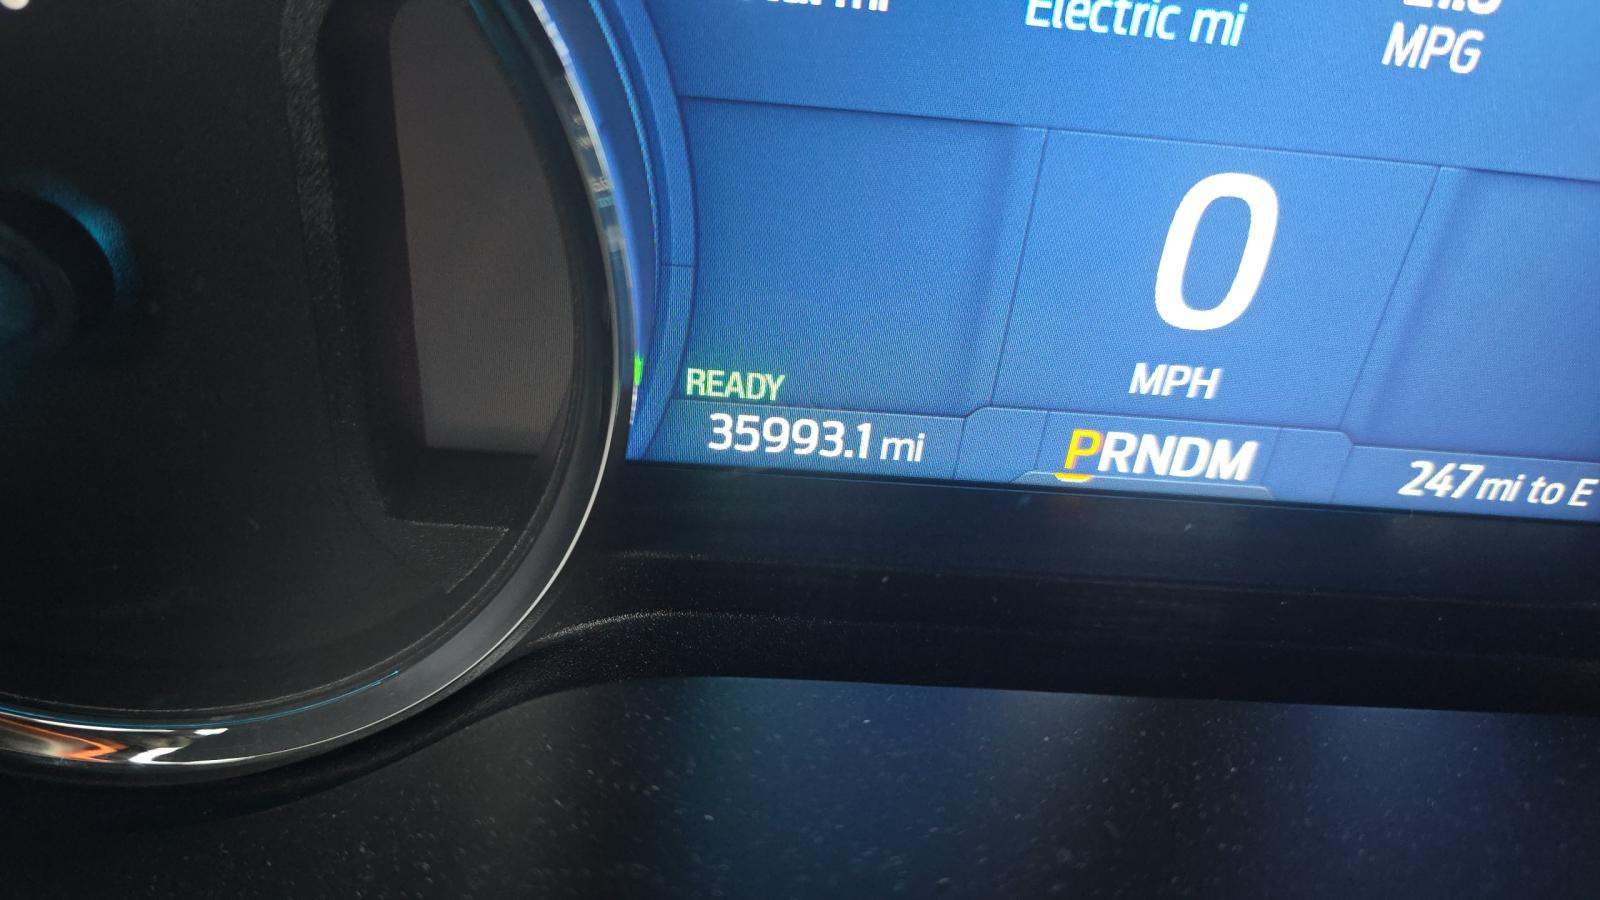 Electric mi
MPG
0
MPH
READY
35993.1 mi
PRNDM
247 mi to E